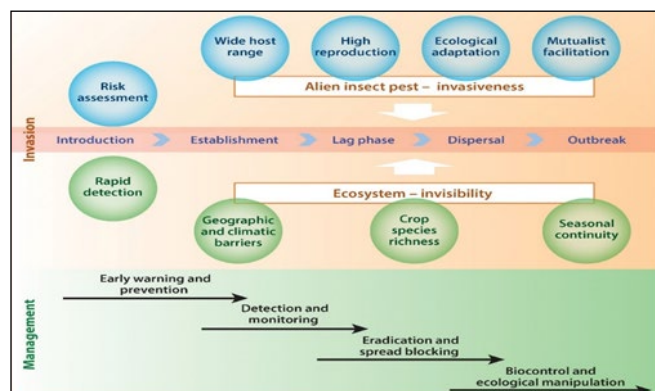 Wide host
range
High
reproduction
Ecological
adaptation
Mutualist
facilitation
Risk
assessment
Alien insect pest – invasiveness
Invasion
Introduction
Establishment
Lag phase
Dispersal
Outbreak
Rapid
detection
Ecosystem – invisibility
Geographic
and climatic
barriers
Crop
species
richness
Seasonal
continuity
Management
Early warning and
prevention
Detection and
monitoring
Eradication and
spread blocking
Biocontrol and
ecological manipulation